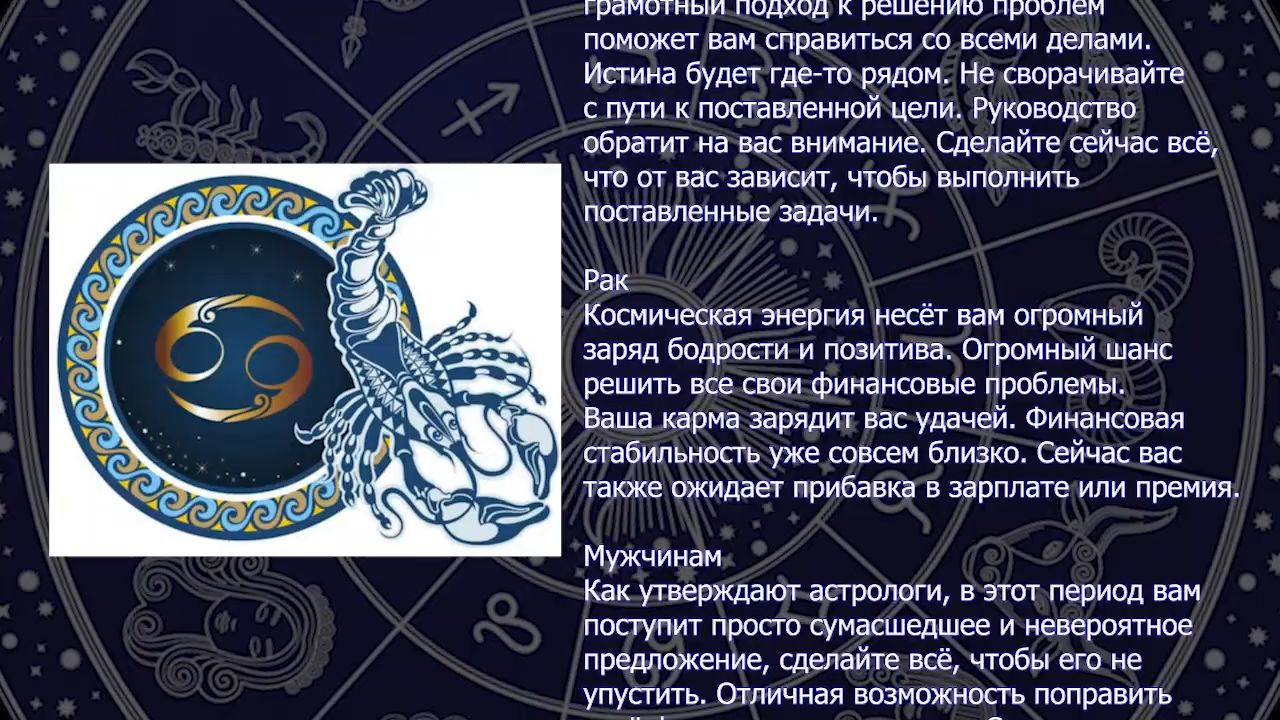 грамотный подход к решению проблем
поможет вам справиться со всеми делами.
Истина будет где-то рядом. Не сворачивайте
с пути к поставленной цели. Руководство
обратит на вас внимание. Сделайте сейчас всё,
что от вас зависит, чтобы выполнить
поставленные задачи.
Рак
Космическая энергия несёт вам огромный
заряд бодрости и позитива. Огромный шанс
решить все свои финансовые проблемы.
Ваша карма зарядит вас удачей. Финансовая
стабильность уже совсем близко. Сейчас вас
также ожидает прибавка в зарплате или премия.
Мужчинам
Как утверждают астрологи, в этот период вам
поступит просто сумасшедшее и невероятное
предложение, сделайте всё, чтобы его не
упустить. Отличная возможность поправить